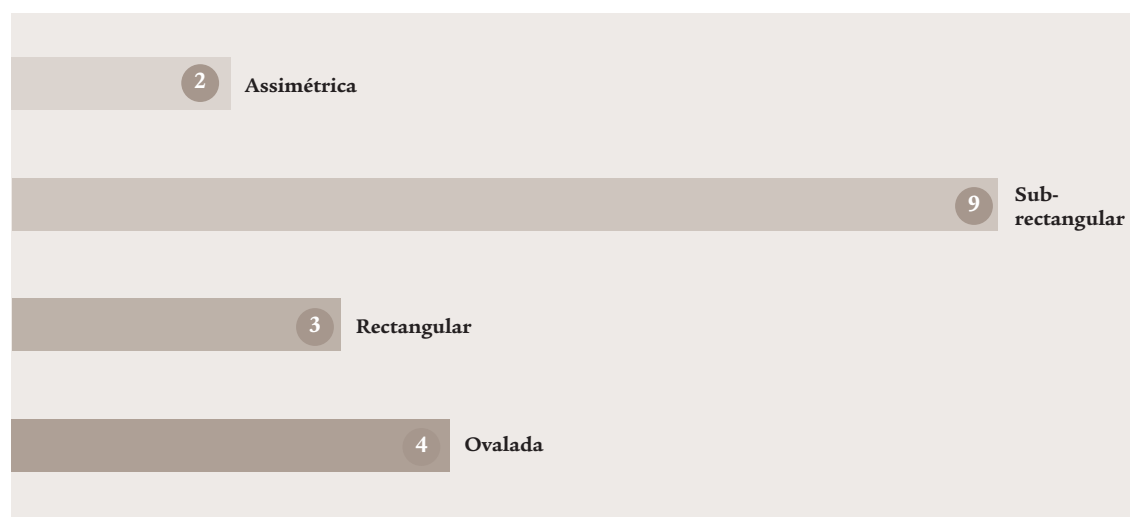 2 Assimétrica
9 Sub-
rectangular
3 Rectangular
4 Ovalada